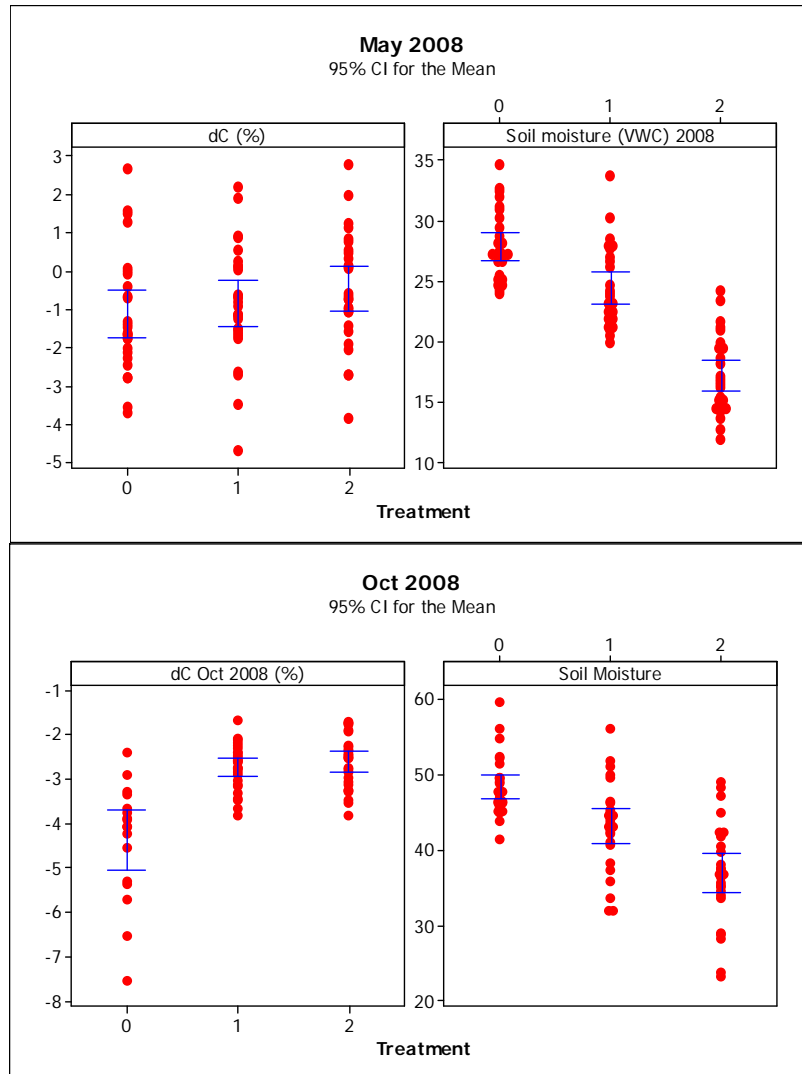 May 2008
95% CI for the Mean
0 1 2
dC (%) Soil moisture (VWC) 2008
3
2
1
0
-1
-2
-3
-4
-5
35
30
25
20
15
10
0 1 2
Treatment
Oct 2008
95% CI for the Mean
0 1 2
dC Oct 2008 (%) Soil Moisture
-1
-2
-3
-4
-5
-6
-7
-8
60
50
40
30
20
0 1 2
Treatment